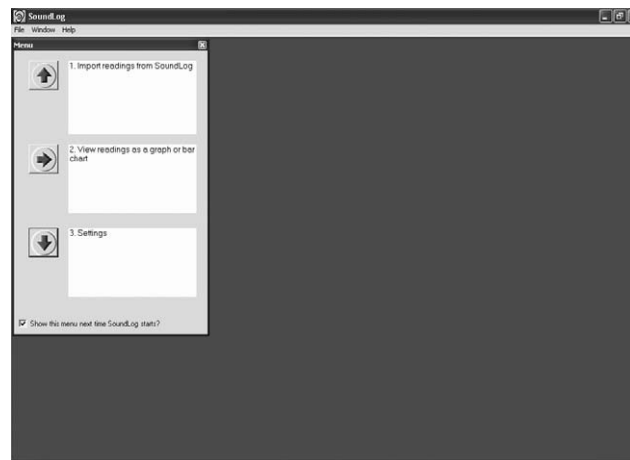 SoundLog
File Window Help
Menu
1. Import readings from SoundLog
2. View readings as a graph or bar
chart
3. Settings
Show this menu next time SoundLog starts?